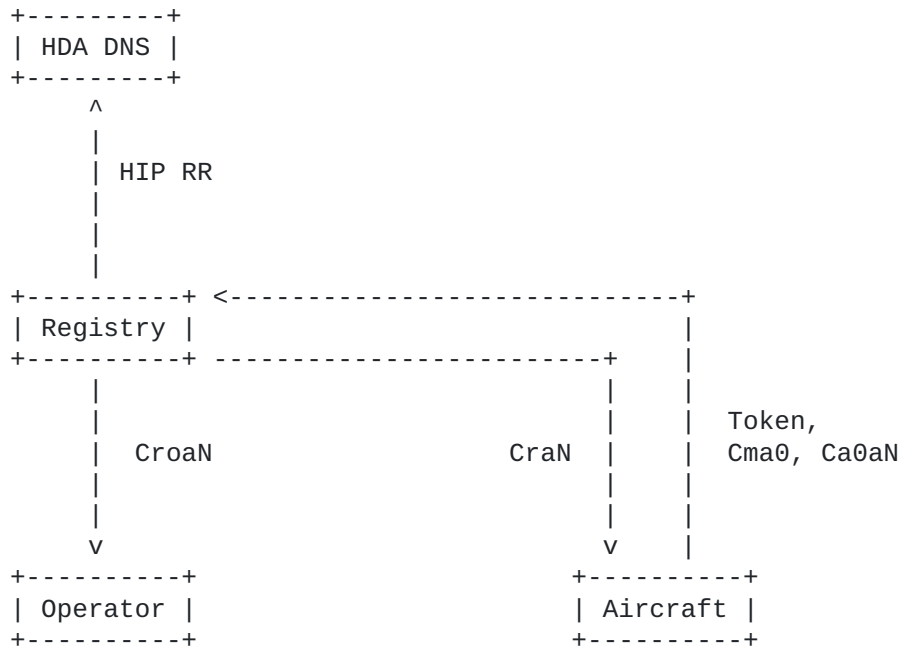 HDA DNS
HIP RR
Registry
Token,
CroaN CraN Cma0, Ca0aN
Operator Aircraft